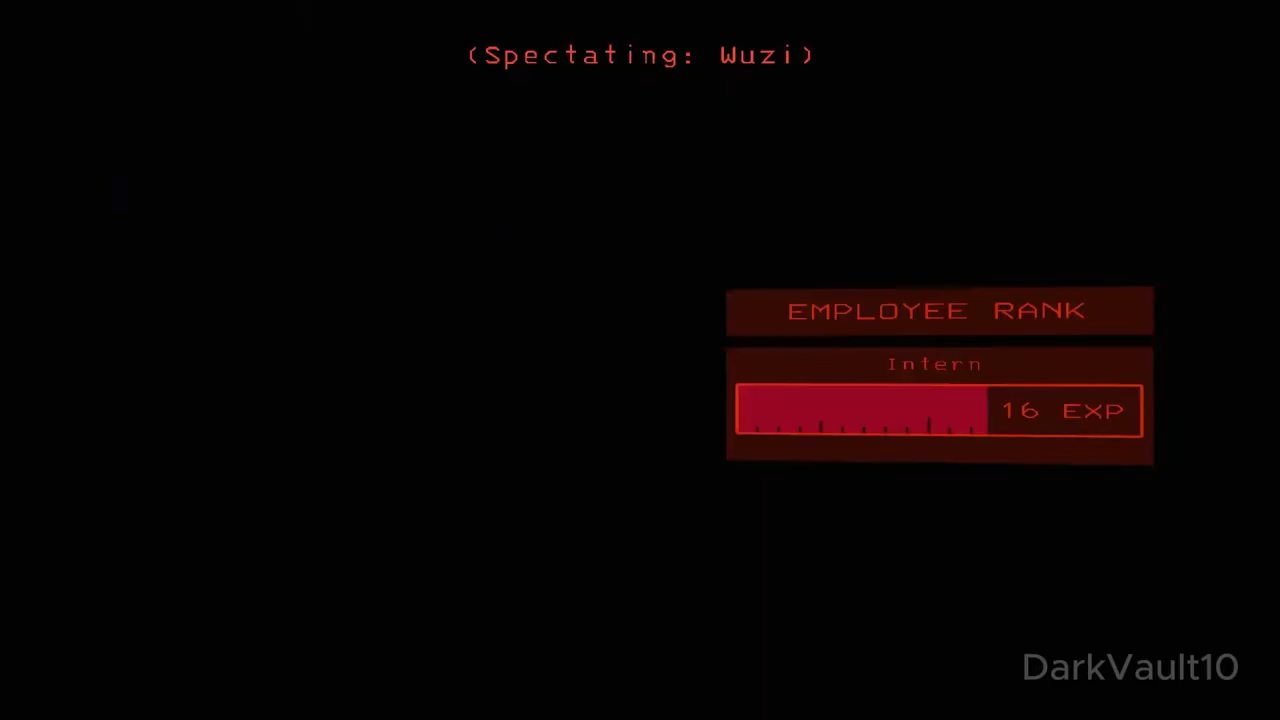 (Spectating: Wuzi)
EMPLOYEE RANK
Intern
16 EXP
DarkVault10